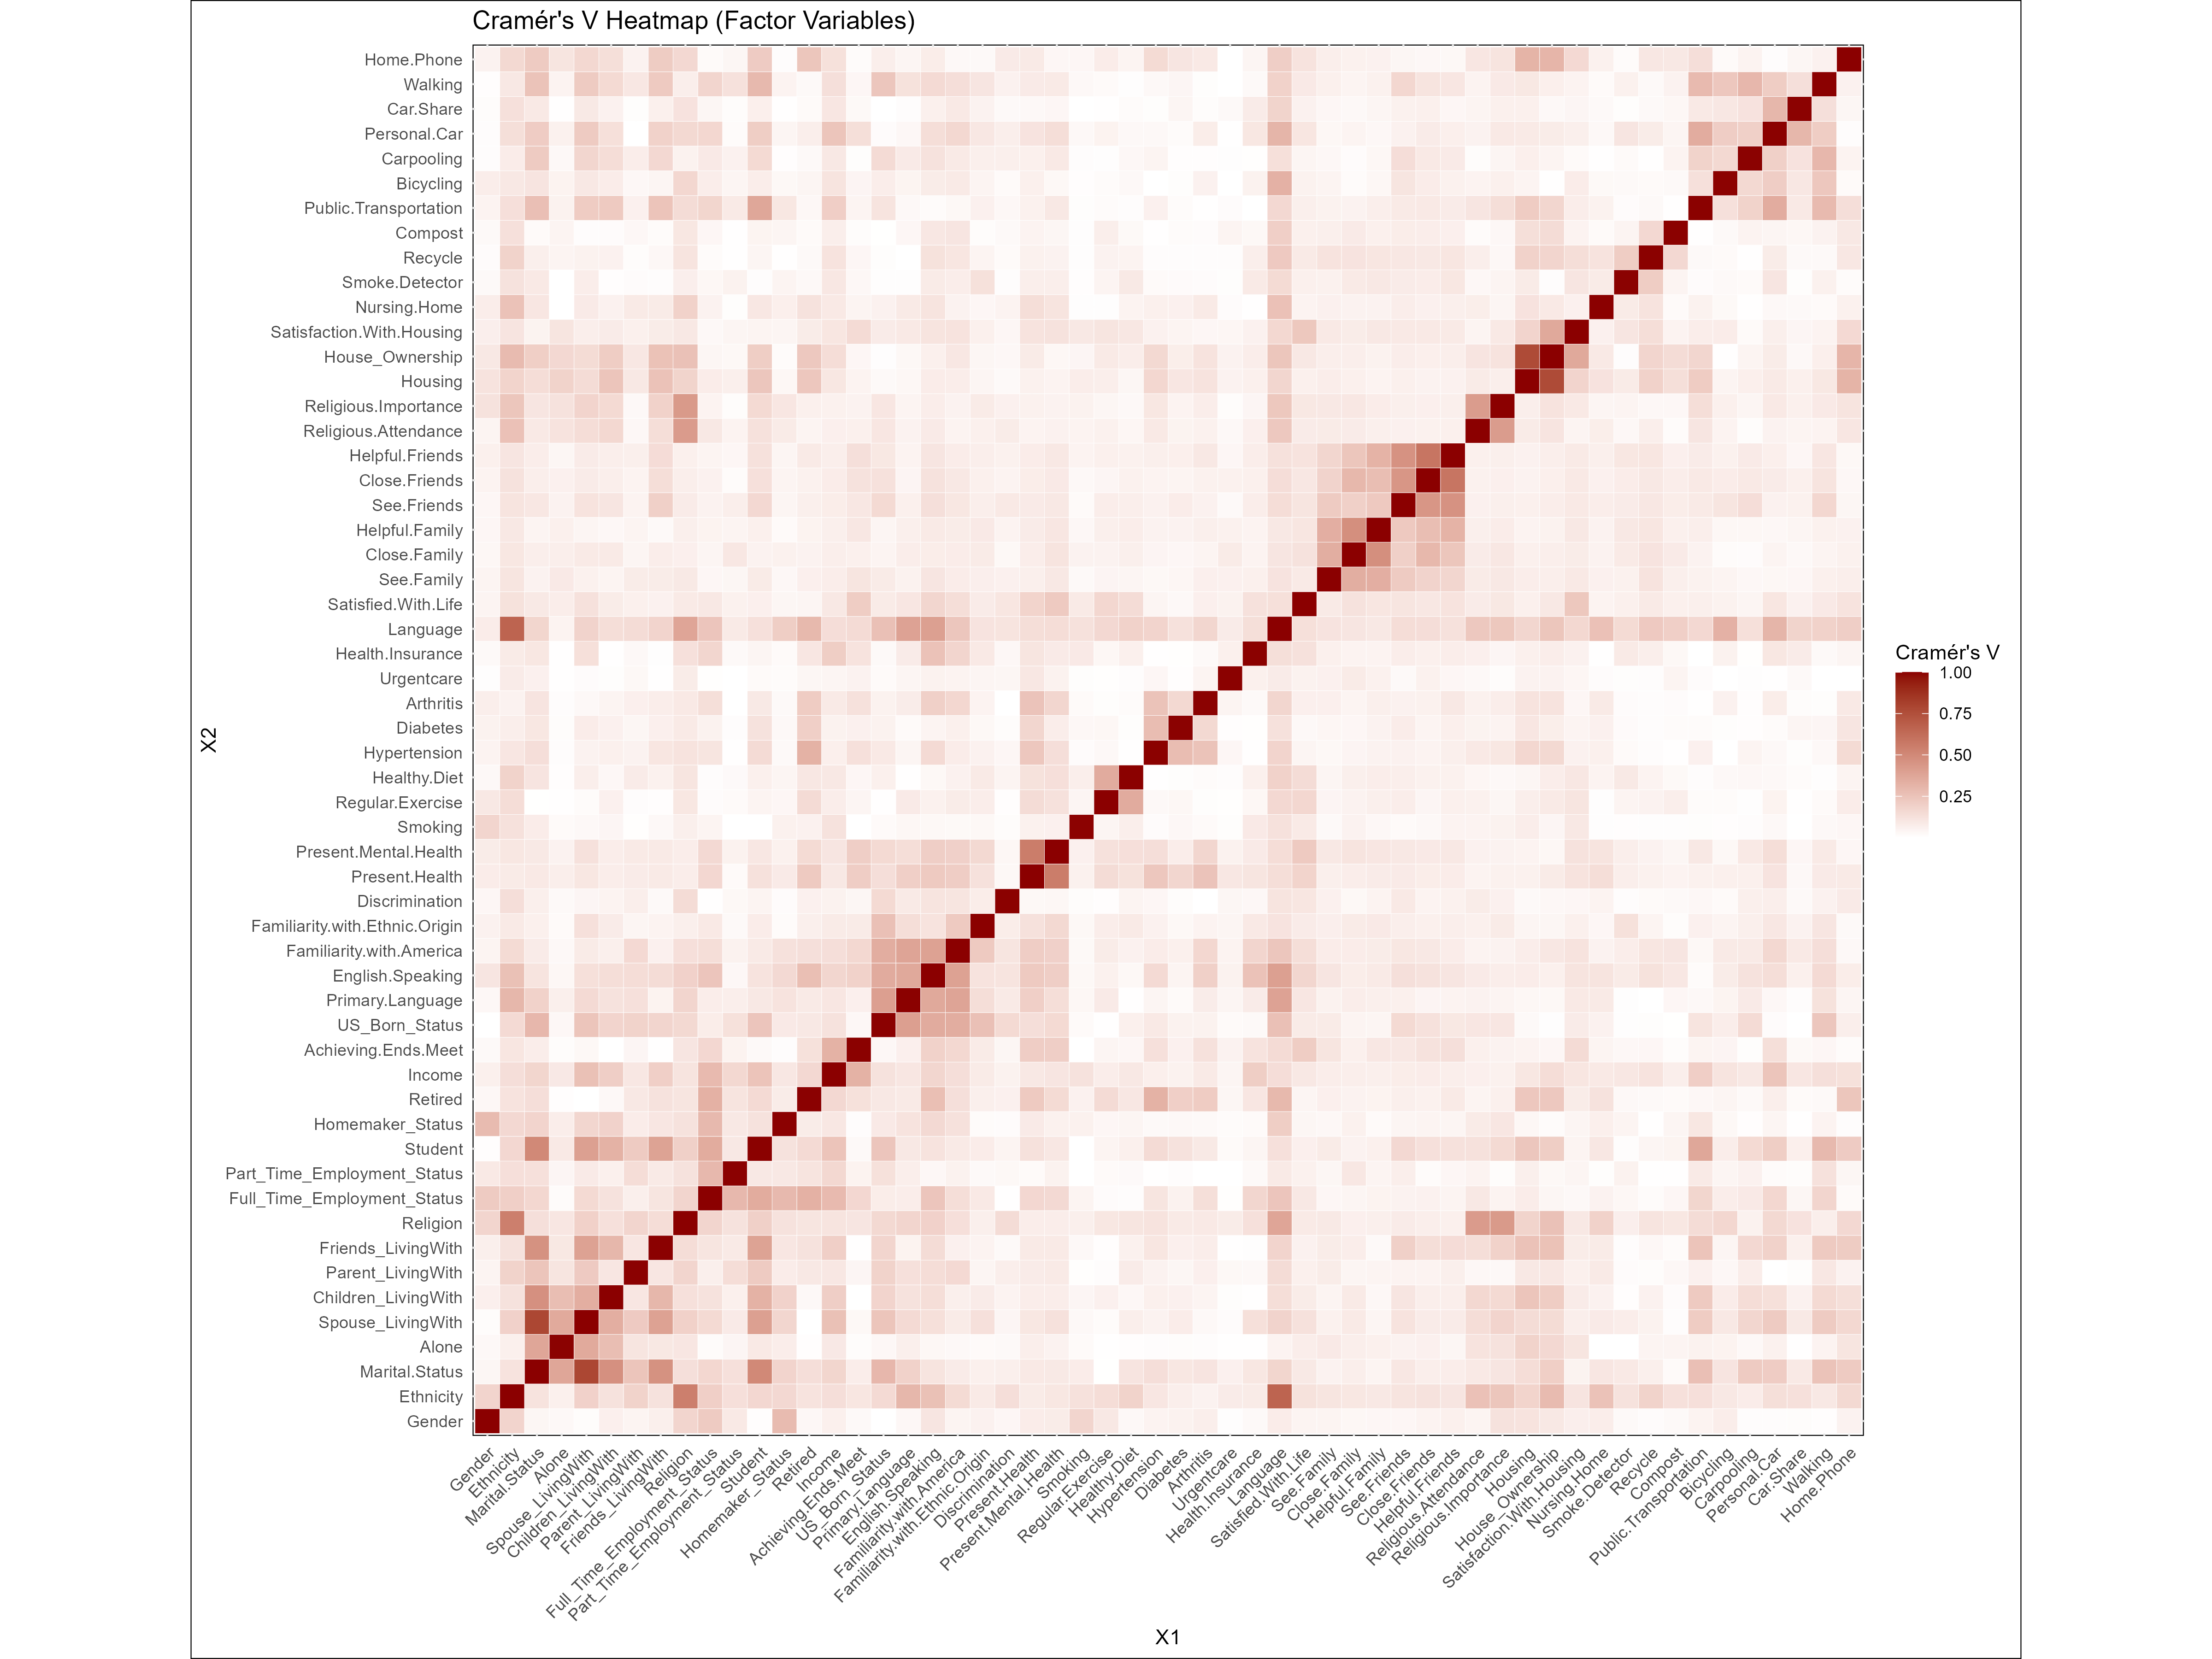 Cramér's V Heatmap (Factor Variables)
Home.Phone
Walking
Car.Share
Personal.Car
Carpooling
Bicycling
Public.Transportation
Compost
Recycle
Smoke.Detector
Nursing.Home
Satisfaction.With.Housing
House_Ownership
Housing
Religious.Importance
Religious.Attendance
Helpful.Friends
Close.Friends
See.Friends
Helpful.Family
Close.Family
See.Family
Satisfied.With.Life
Language
Health.Insurance
Urgentcare
Arthritis
Diabetes
Hypertension
Healthy.Diet
Regular.Exercise
Smoking
Present.Mental.Health
Present.Health
Discrimination
Familiarity.with.Ethnic.Origin
Familiarity.with.America
English.Speaking
Primary.Language
US_Born_Status
Achieving.Ends.Meet
Income
Retired
Homemaker_Status
Student
Part_Time_Employment_Status
Full_Time_Employment_Status
Religion
Friends_LivingWith
Parent_LivingWith
Children_LivingWith
Spouse_LivingWith
Alone
Marital.Status
Ethnicity
Gender
X2
Gender
Ethnicity
Marital.Status
Alone
Spouse_LivingWith
Children_LivingWith
Parent_LivingWith
Friends_LivingWith
Religion
Full_Time_Employment_Status
Part_Time_Employment_Status
Student
Homemaker_Status
Retired
Income
Achieving.Ends.Meet
US_Born_Status
Primary.Language
English.Speaking
Familiarity.with.America
Familiarity.with.Ethnic.Origin
Discrimination
Present.Health
Present.Mental.Health
Smoking
Regular.Exercise
Healthy.Diet
Hypertension
Diabetes
Arthritis
Urgentcare
Health.Insurance
Language
Satisfied.With.Life
See.Family
Close.Family
Helpful.Family
See.Friends
Close.Friends
Helpful.Friends
Religious.Attendance
Religious.Importance
Housing
House_Ownership
Satisfaction.With.Housing
Nursing.Home
Smoke.Detector
Recycle
Compost
Public.Transportation
Bicycling
Carpooling
Personal.Car
Car.Share
Walking
Home.Phone
X1
Cramér's V
1.00
0.75
0.50
0.25